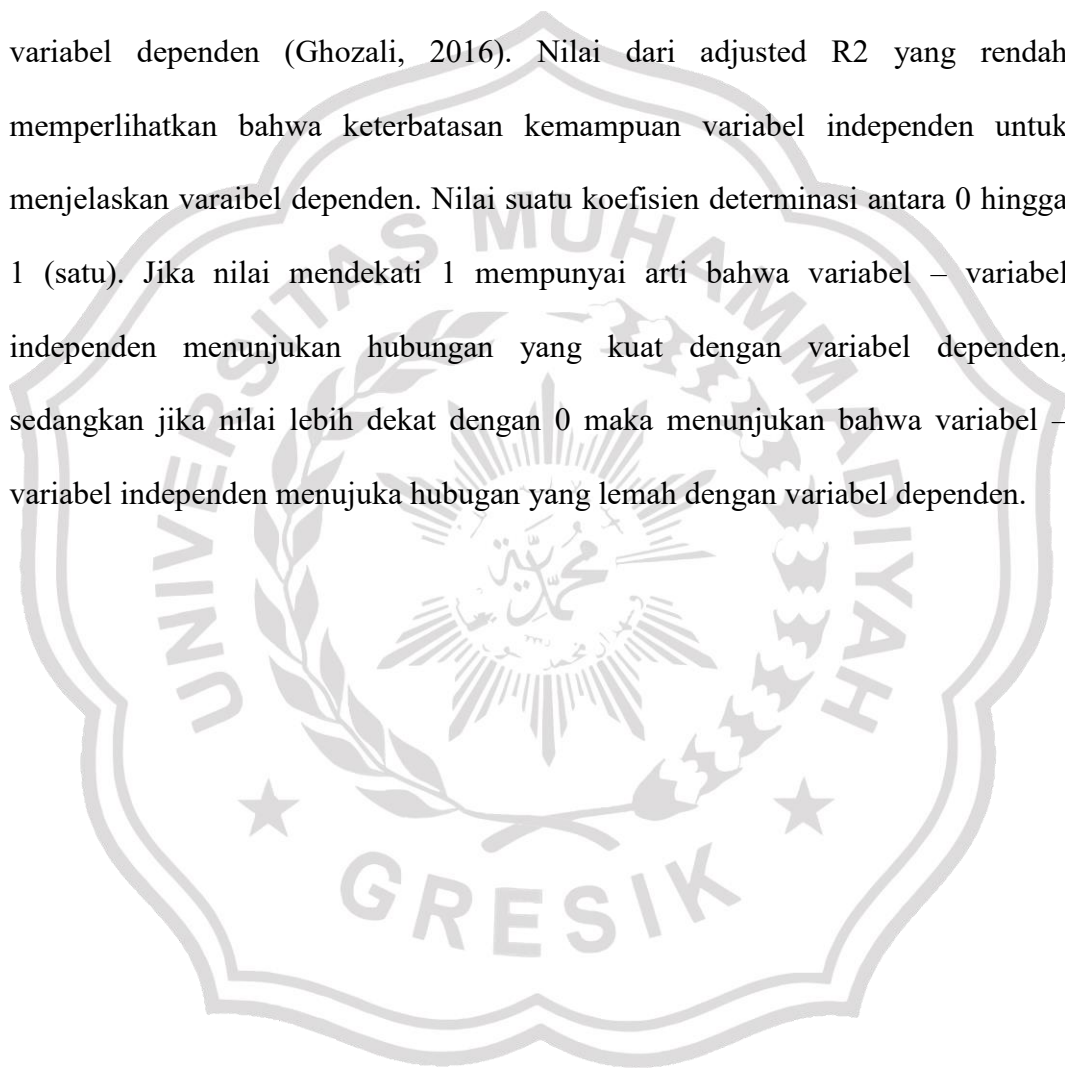 variabel dependen (Ghozali, 2016). Nilai dari adjusted R2 yang rendah
memperlihatkan bahwa keterbatasan kemampuan variabel independen untuk
menjelaskan varaibel dependen. Nilai suatu koefisien determinasi antara 0 hingga
1 (satu). Jika nilai mendekati 1 mempunyai arti bahwa variabel – variabel
independen menunjukan hubungan yang kuat dengan variabel dependen,
sedangkan jika nilai lebih dekat dengan 0 maka menunjukan bahwa variabel –
variabel independen menujuka hubugan yang lemah dengan variabel dependen.
UNIVERSITAS MUHAMMADIYAH
محمد
GRESIK